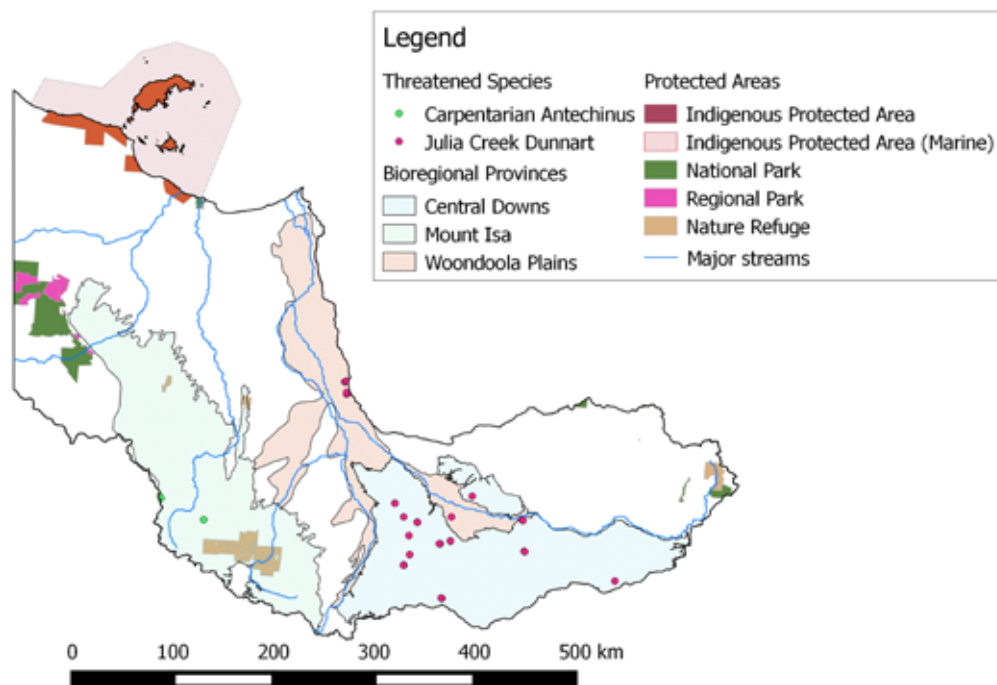 Legend
Threatened Species
Carpentarian Antechinus
Julia Creek Dunnart
Bioregional Provinces
Central Downs
Mount Isa
Woondoola Plains
Protected Areas
Indigenous Protected Area
Indigenous Protected Area (Marine)
National Park
Regional Park
Nature Refuge
Major streams
0 100 200 300 400 500 km